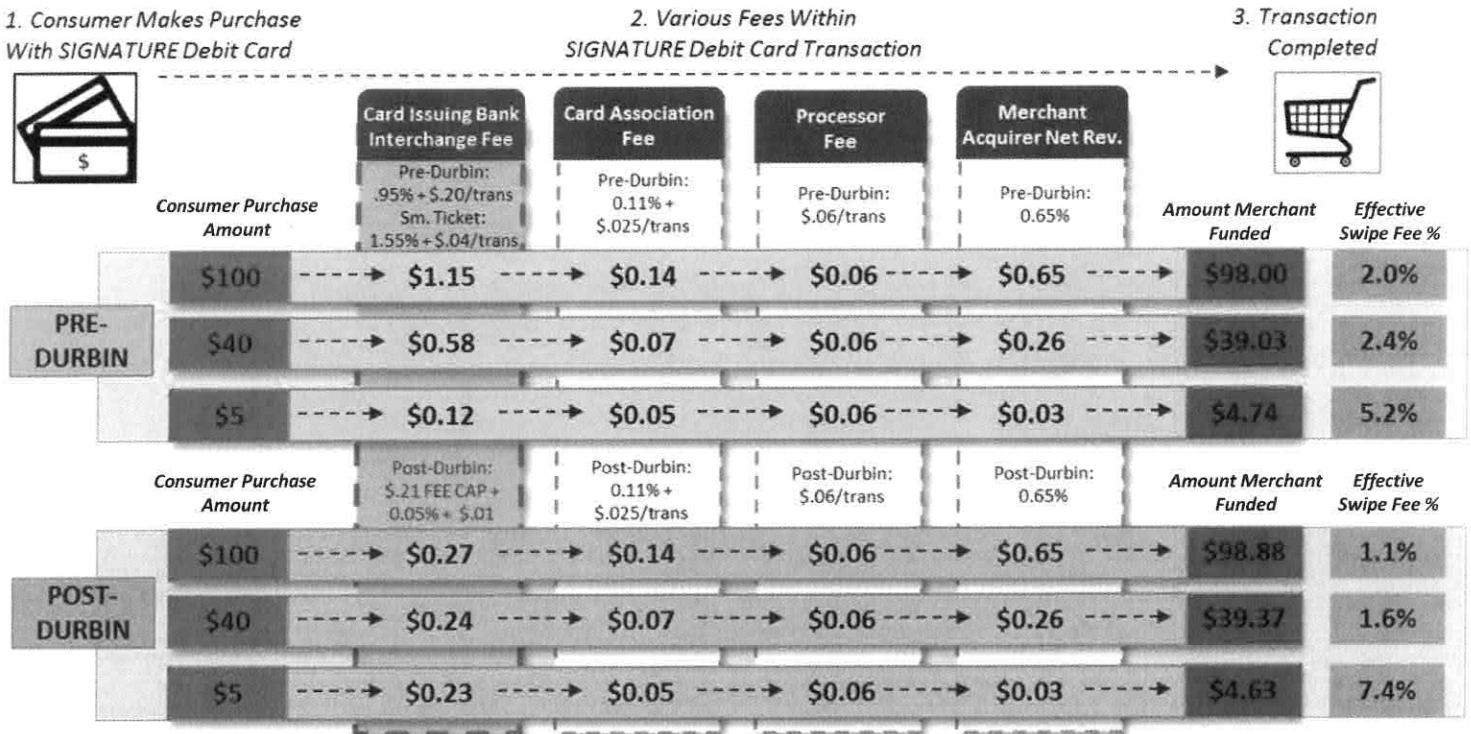 1. Consumer Makes Purchase
With SIGNATURE Debit Card
2. Various Fees Within
SIGNATURE Debit Card Transaction
3. Transaction
Completed
$
Card Issuing Bank
Interchange Fee
Card Association
Fee
Processor
Fee
Merchant
Acquirer Net Rev.
Pre-Durbin:
.95% + $.20/trans
Sm. Ticket:
1.55% + $.04/trans
Pre-Durbin:
0.11% +
$.025/trans
Pre-Durbin:
$.06/trans
Pre-Durbin:
0.65%
Consumer Purchase
Amount
Amount Merchant
Funded
Effective
Swipe Fee %
PRE-
DURBIN
$100 $1.15 $0.14 $0.06 $0.65 $98.00 2.0%
$40 $0.58 $0.07 $0.06 $0.26 $39.03 2.4%
$5 $0.12 $0.05 $0.06 $0.03 $4.74 5.2%
Consumer Purchase
Amount
Post-Durbin:
$.21 FEE CAP +
0.05% + $.01
Post-Durbin:
0.11% +
$.025/trans
Post-Durbin:
$.06/trans
Post-Durbin:
0.65%
Amount Merchant
Funded
Effective
Swipe Fee %
POST-
DURBIN
$100 $0.27 $0.14 $0.06 $0.65 $98.88 1.1%
$40 $0.24 $0.07 $0.06 $0.26 $39.37 1.6%
$5 $0.23 $0.05 $0.06 $0.03 $4.63 7.4%